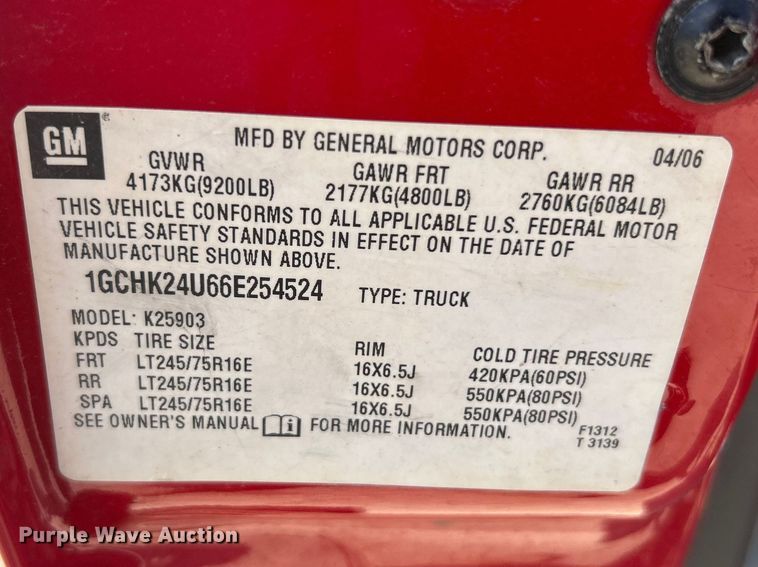 GM
MFD BY GENERAL MOTORS CORP. 04/06
GVWR GAWR FRT GAWR RR
4173KG(9200LB) 2177KG(4800LB) 2760KG(6084LB)
THIS VEHICLE CONFORMS TO ALL APPLICABLE U.S. FEDERAL MOTOR
VEHICLE SAFETY STANDARDS IN EFFECT ON THE DATE OF
MANUFACTURE SHOWN ABOVE.
1GCHK24U66E254524 TYPE: TRUCK
MODEL: K25903
KPDS TIRE SIZE RIM COLD TIRE PRESSURE
FRT LT245/75R16E 16X6.5J 420KPA(60PSI)
RR LT245/75R16E 16X6.5J 550KPA(80PSI)
SPA LT245/75R16E 16X6.5J 550KPA(80PSI)
SEE OWNER'S MANUAL i FOR MORE INFORMATION. F1312
T 3139
Purple Wave Auction